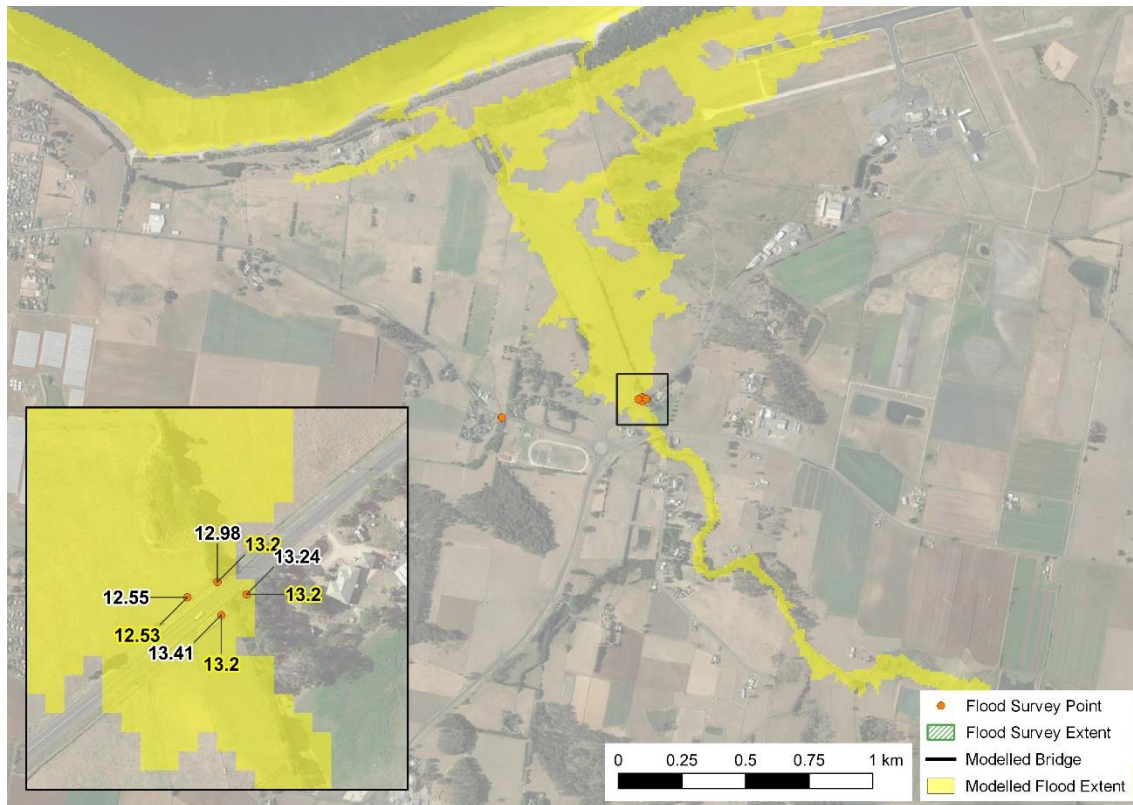 12.98
13.2
13.24
12.55
13.2
12.53
13.41
13.2
Flood Survey Point
Flood Survey Extent
Modelled Bridge
Modelled Flood Extent
0 0.25 0.5 0.75 1 km